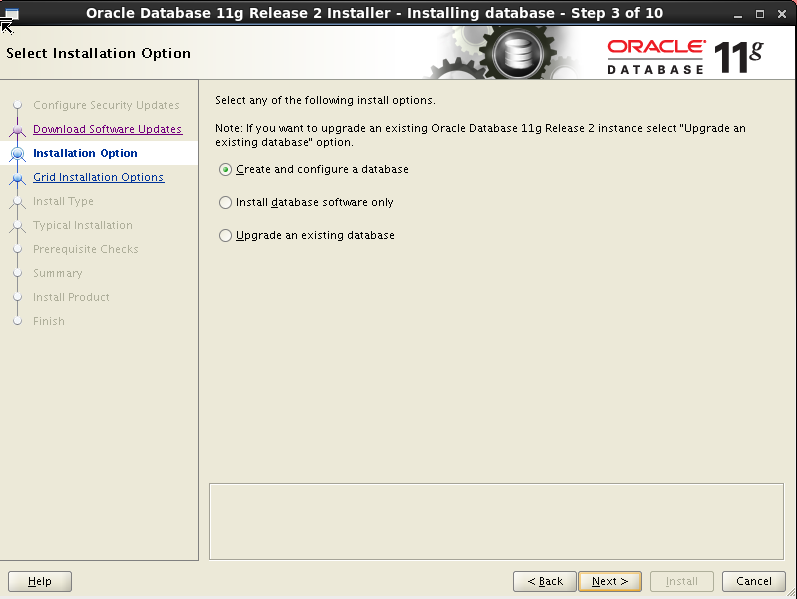 Oracle Database 11g Release 2 Installer - Installing database - Step 3 of 10
Select Installation Option
ORACLE
DATABASE
11g
Configure Security Updates
Download Software Updates
Installation Option
Grid Installation Options
Install Type
Typical Installation
Prerequisite Checks
Summary
Install Product
Finish
Select any of the following install options.
Note: If you want to upgrade an existing Oracle Database 11g Release 2 instance select "Upgrade an
existing database" option.
Create and configure a database
Install database software only
Upgrade an existing database
Help
< Back
Next >
Install
Cancel